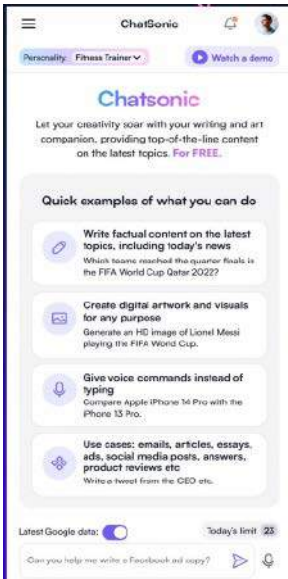 ChatSonic
Personality: Fitness Trainer
Watch a demo
Chatsonic
Let your creativity soar with your writing and art
companion, providing top-of-the-line content
on the latest topics. For FREE.
Quick examples of what you can do
Write factual content on the latest
topics, including today's news
Which teams reached the quarter finals in
the FIFA World Cup Qatar 2022?
Create digital artwork and visuals
for any purpose
Generate an HD image of Lionel Messi
playing the FIFA World Cup.
Give voice commands instead of
typing
Compare Apple iPhone 14 Pro with the
iPhone 13 Pro.
Use cases: emails, articles, essays,
ads, social media posts, answers,
product reviews etc
Write a tweet from the CEO etc.
Latest Google data:
Today's limit 23
Can you help me write a Facebook ad copy?